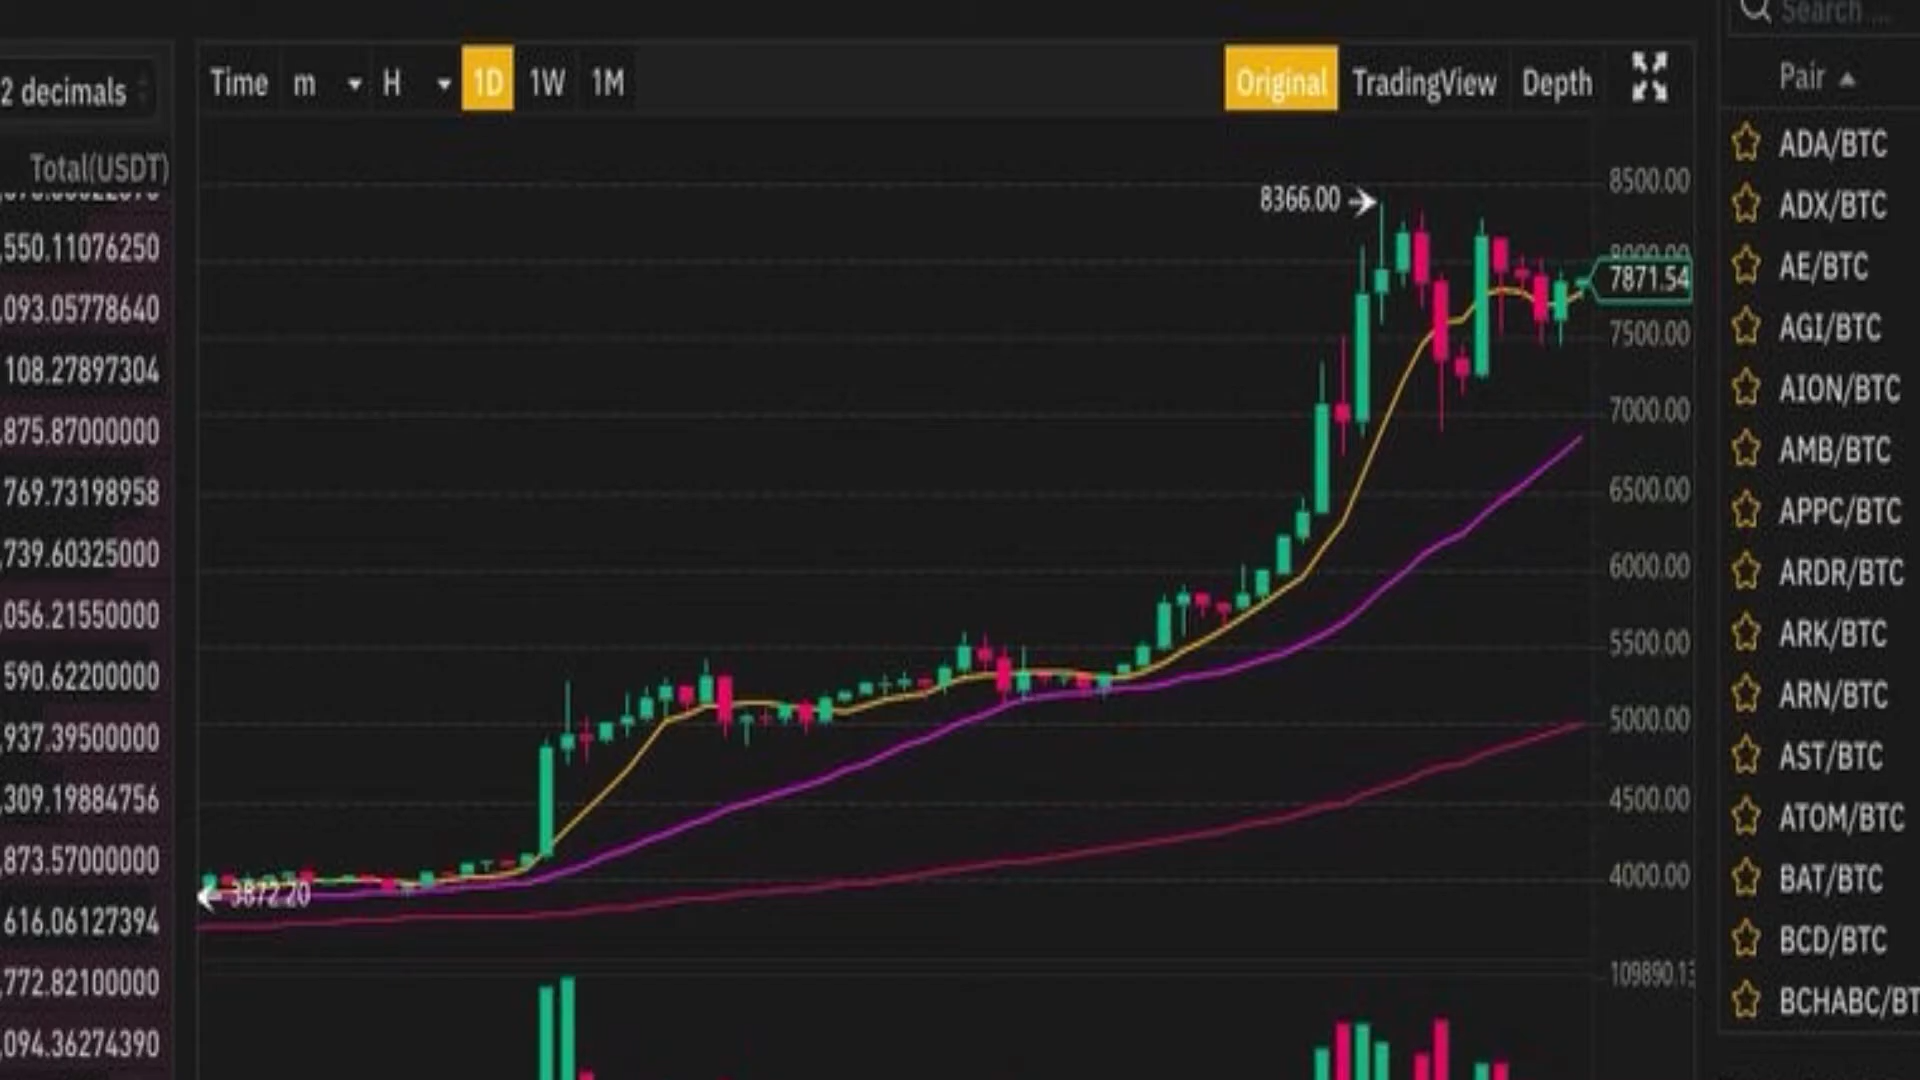 2 decimals
Total(USDT)
,550.11076250
,093.05778640
108.27897304
,875.87000000
769.73198958
,739.60325000
,056.21550000
590.62200000
,937.39500000
,309.19884756
,873.57000000
616.06127394
,772.82100000
,094.36274390
Time m H 1D 1W 1M
Original TradingView Depth
8366.00
3872.20
8500.00
8000.00
7871.54
7500.00
7000.00
6500.00
6000.00
5500.00
5000.00
4500.00
4000.00
109890.13
Search ...
Pair
ADA/BTC
ADX/BTC
AE/BTC
AGI/BTC
AION/BTC
AMB/BTC
APPC/BTC
ARDR/BTC
ARK/BTC
ARN/BTC
AST/BTC
ATOM/BTC
BAT/BTC
BCD/BTC
BCHABC/BT